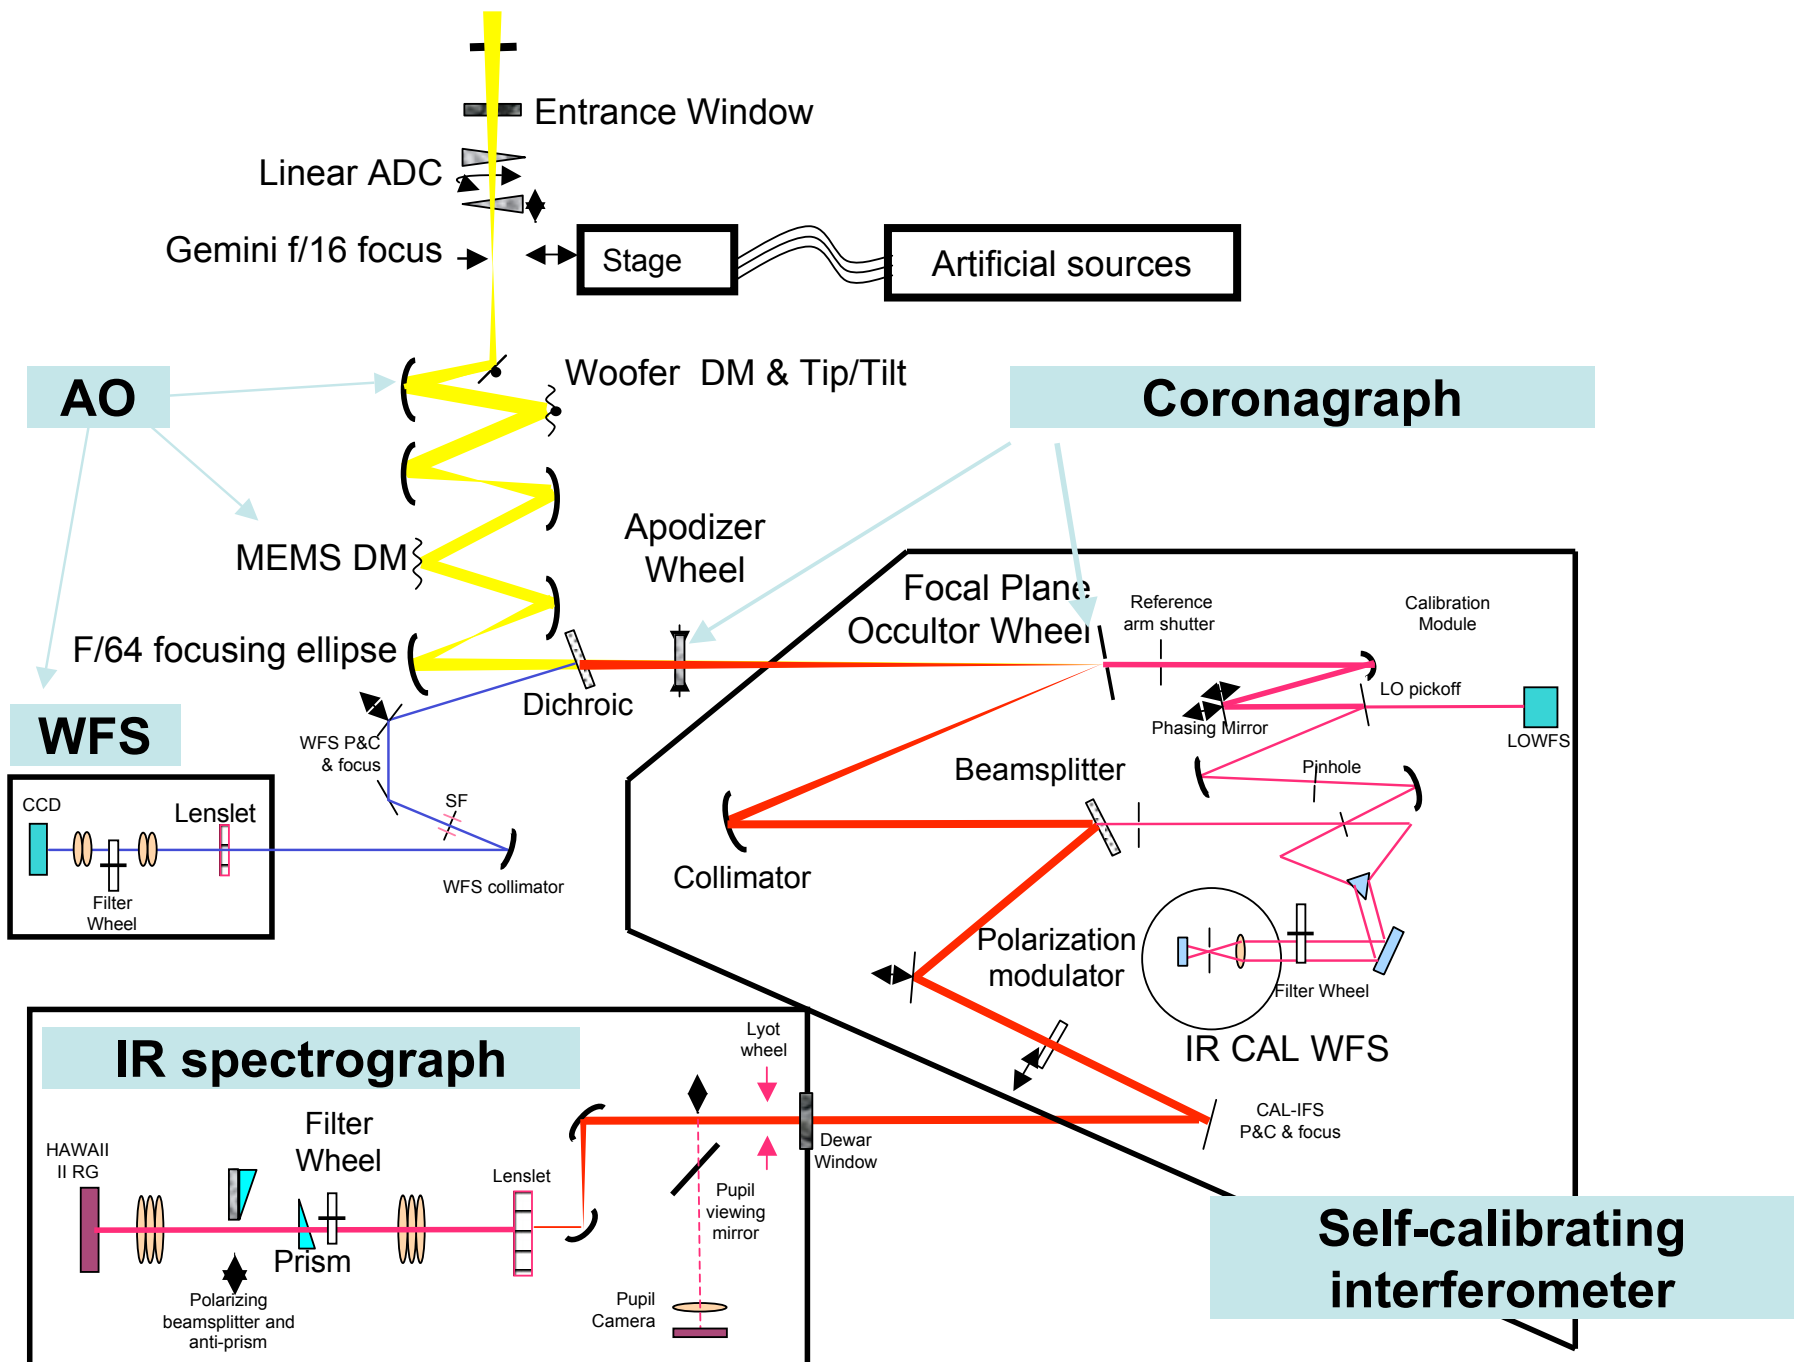 Entrance Window
Linear ADC
Gemini f/16 focus
Stage
Artificial sources
AO
Woofer  DM & Tip/Tilt
Coronagraph
Apodizer
Wheel
MEMS DM
Focal Plane
Occultor Wheel
Reference
arm shutter
Calibration
Module
F/64 focusing ellipse
Dichroic
LO pickoff
Phasing Mirror
LOWFS
WFS
WFS P&C
& focus
Beamsplitter
Pinhole
CCD
Lenslet
SF
Filter
Wheel
WFS collimator
Collimator
Polarization
modulator
Filter Wheel
IR CAL WFS
IR spectrograph
Lyot
wheel
CAL-IFS
P&C & focus
Dewar
Window
HAWAII
II RG
Filter
Wheel
Lenslet
Pupil
viewing
mirror
Prism
Polarizing
beamsplitter and
anti-prism
Pupil
Camera
Self-calibrating
interferometer